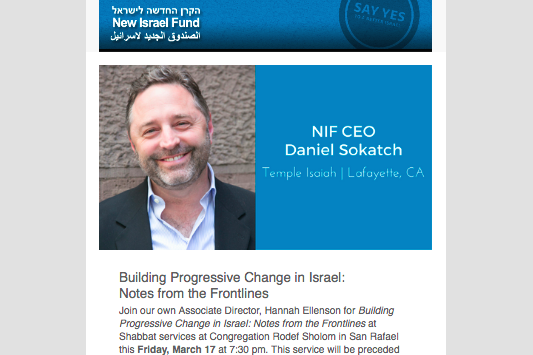 הקרן החדשה לישראל
New Israel Fund
الصندوق الجديد لاسرائيل
SAY YES
NIF CEO
Daniel Sokatch
Temple Isaiah | Lafayette, CA
Building Progressive Change in Israel:
Notes from the Frontlines
Join our own Associate Director, Hannah Ellenson for Building
Progressive Change in Israel: Notes from the Frontlines at
Shabbat services at Congregation Rodef Sholom in San Rafael
this Friday, March 17 at 7:30 pm. This service will be preceded